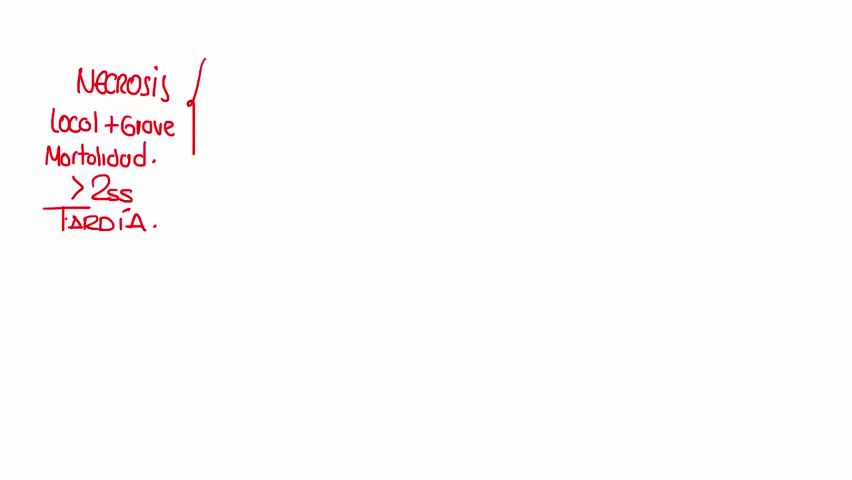 NECROSIS
Local + Grave
Mortalidad.
> 2ss
TARDÍA.